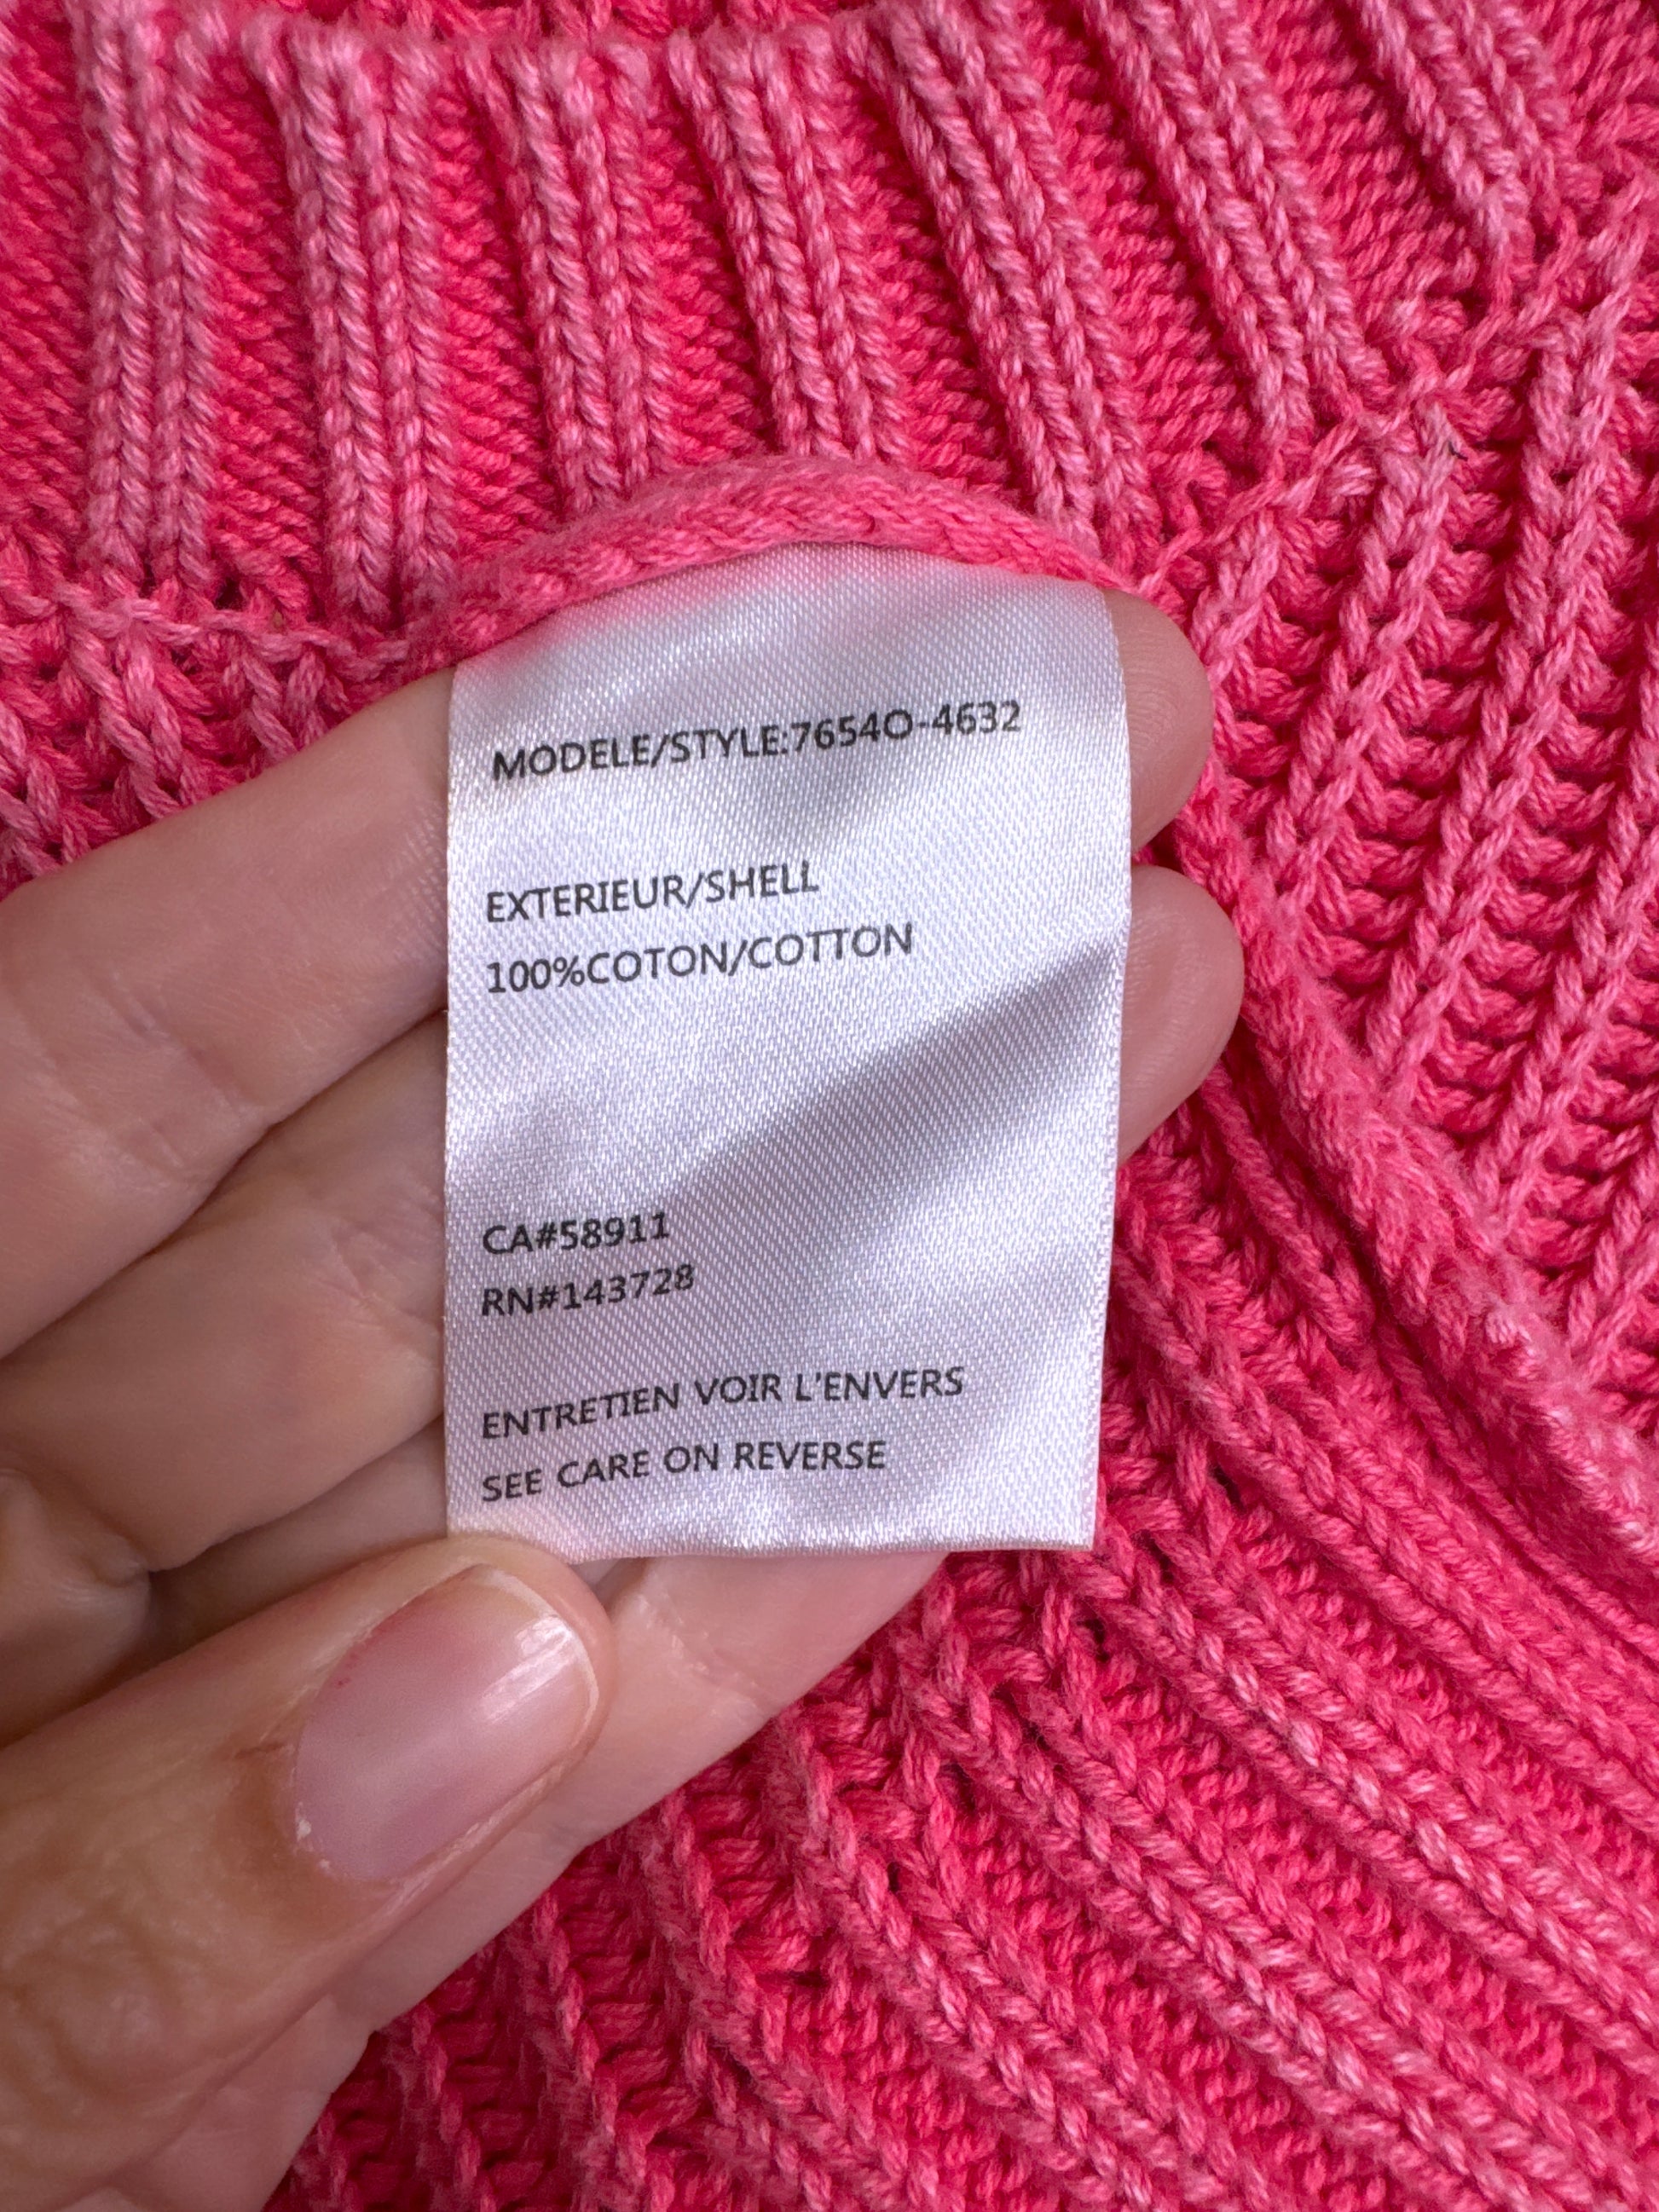 MODELE/STYLE:7654O-4632
EXTERIEUR/SHELL
100%COTON/COTTON
CA#58911
RN#143728
ENTRETIEN VOIR L'ENVERS
SEE CARE ON REVERSE